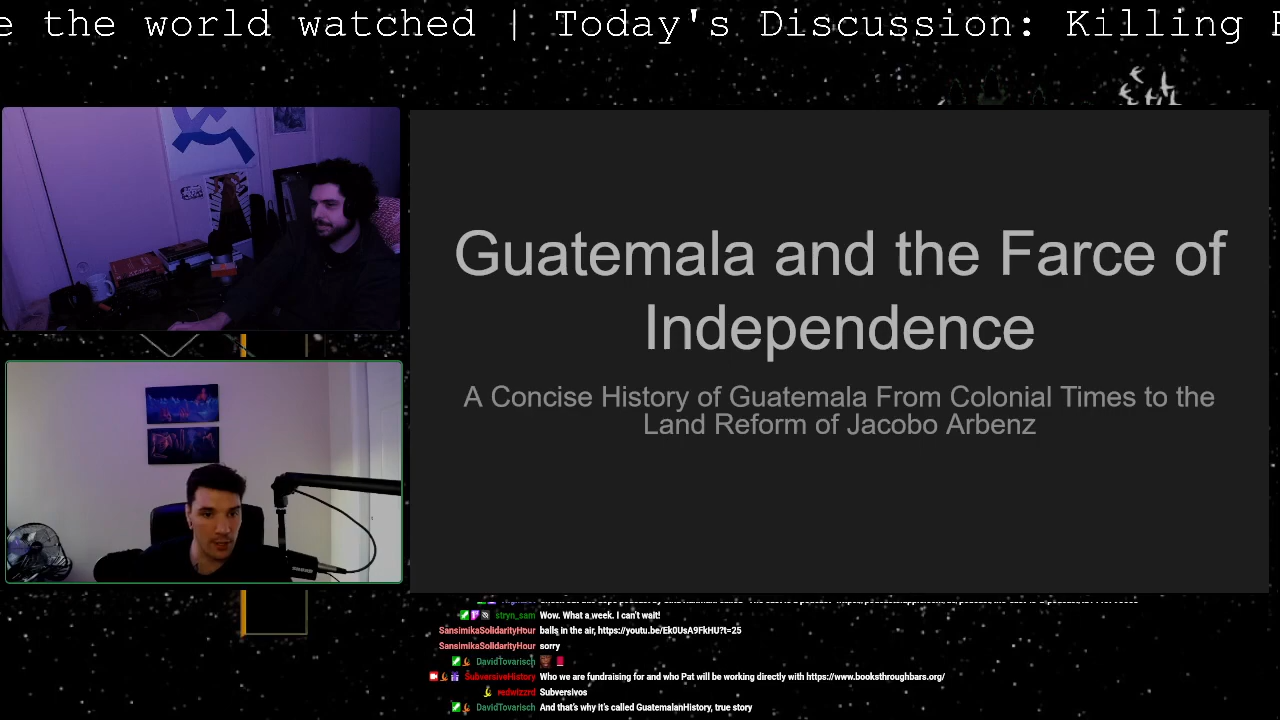 e the world watched | Today's Discussion: Killing
Guatemala and the Farce of
Independence
A Concise History of Guatemala From Colonial Times to the
Land Reform of Jacobo Arbenz
stryn_sam Wow. What a week. I can't wait!
SansimikaSolidarityHour balls in the air, https://youtu.be/Ek0UsA9FkHU?t=25
SansimikaSolidarityHour sorry
DavidTovarisch
SubversiveHistory Who we are fundraising for and who Pat will be working directly with https://www.booksthroughbars.org/
redwizzrd Subversivos
DavidTovarisch And that's why it's called GuatemalanHistory, true story